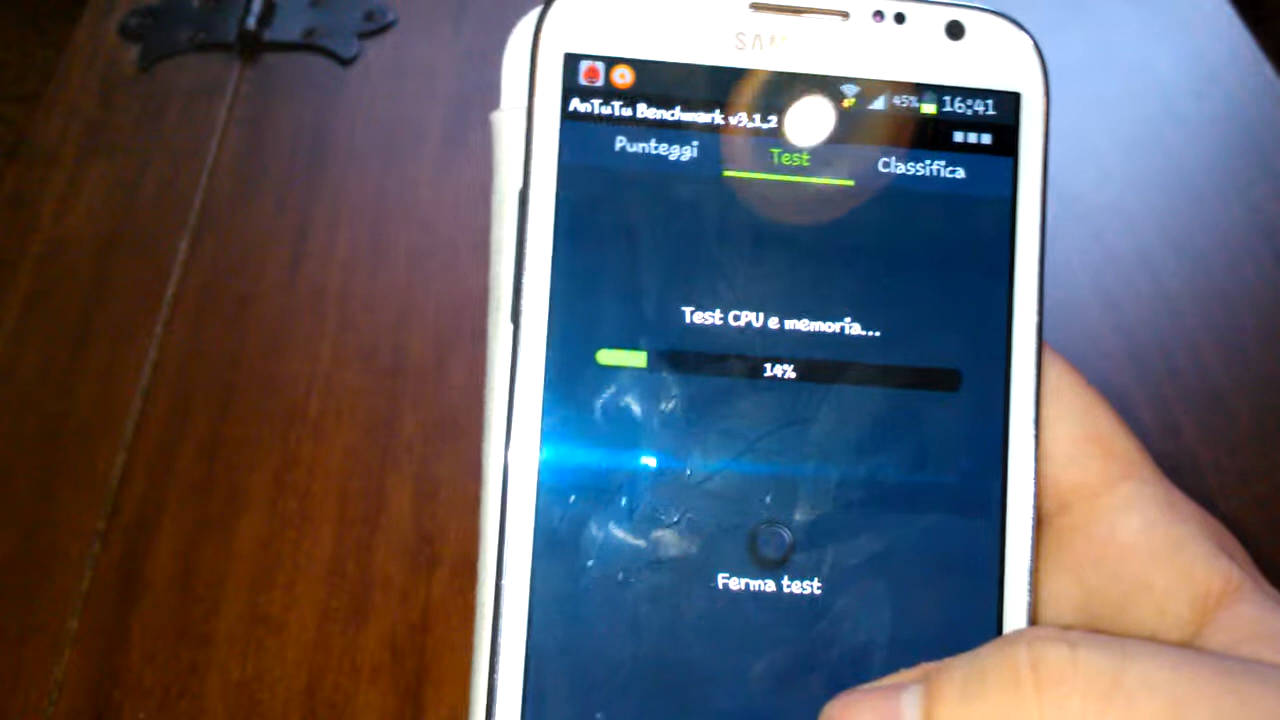 SAM
45% 16:41
AnTuTu Benchmark v3.1.2
Punteggi Test Classifica
Test CPU e memoria...
14%
Ferma test